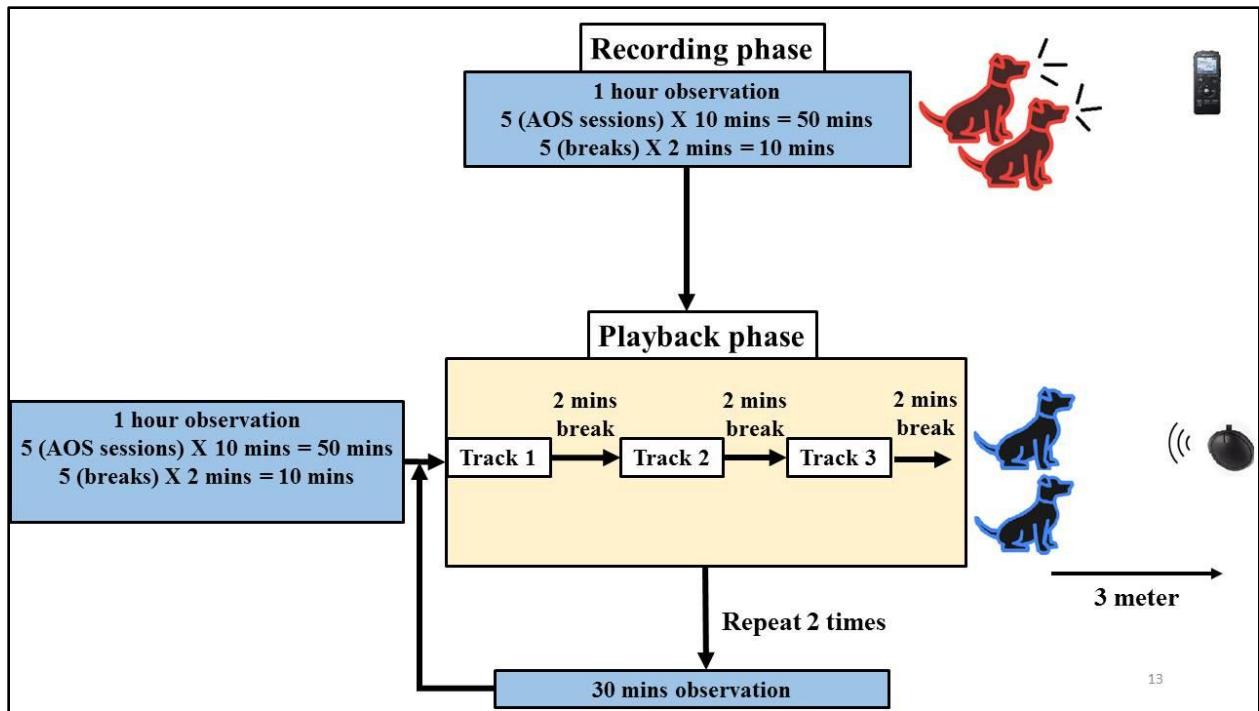 Recording phase
1 hour observation
5 (AOS sessions) X 10 mins = 50 mins
5 (breaks) X 2 mins = 10 mins
Playback phase
1 hour observation
5 (AOS sessions) X 10 mins = 50 mins
5 (breaks) X 2 mins = 10 mins
Track 1
2 mins
break
Track 2
2 mins
break
Track 3
2 mins
break
3 meter
Repeat 2 times
30 mins observation
13